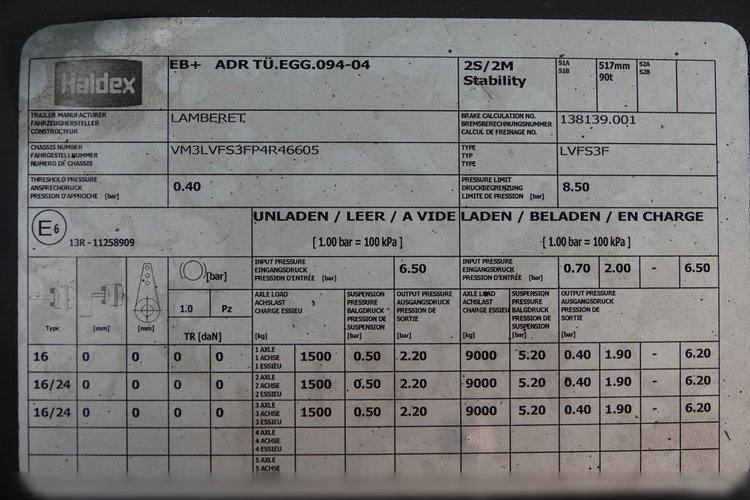 Haldex
EB+ ADR TÜ.EGG.094-04
2S/2M
Stability
S1A
S1B
517mm
90t
S2A
S2B
TRAILER MANUFACTURER
FAHRZEUGHERSTELLER
CONSTRUCTEUR
LAMBERET
BRAKE CALCULATION NO.
BREMSBERECHNUNGSNUMMER
CALCUL DE FREINAGE NO.
138139.001
CHASSIS NUMBER
FAHRGESTELLNUMMER
NUMERO DE CHÂSSIS
VM3LVFS3FP4R46605
TYPE
TYP
TYPE
LVFS3F
THRESHOLD PRESSURE
ANSPRECHDRUCK
PRESSION D'APPROCHE [bar]
0.40
PRESSURE LIMIT
DRUCKBEGRENZUNG
LIMITE DE PRESSION [bar]
8.50
E6
13R - 11258909
UNLADEN / LEER / A VIDE
[ 1.00 bar = 100 kPa ]
LADEN / BELADEN / EN CHARGE
[ 1.00 bar = 100 kPa ]
INPUT PRESSURE
EINGANGSDRUCK
PRESSION D'ENTRÉE [bar]
6.50
INPUT PRESSURE
EINGANGSDRUCK
PRESSION D'ENTRÉE [bar]
0.70 2.00 - 6.50
[bar]
1.0 Pz
Type [mm] [mm]
TR [daN]
AXLE LOAD
ACHSLAST
CHARGE ESSIEU
[kg]
SUSPENSION
PRESSURE
BALGDRUCK
PRESSION DE
SUSPENSION
[bar]
OUTPUT PRESSURE
AUSGANGSDRUCK
PRESSION DE
SORTIE
[bar]
AXLE LOAD
ACHSLAST
CHARGE ESSIEU
[kg]
SUSPENSION
PRESSURE
BALGDRUCK
PRESSION DE
SUSPENSION
[bar]
OUTPUT PRESSURE
AUSGANGSDRUCK
PRESSION DE
SORTIE
[bar]
16 0 0 0 0
1 AXLE
1 ACHSE
1 ESSIEU
1500 0.50 2.20 9000 5.20 0.40 1.90 - 6.20
16/24 0 0 0 0
2 AXLE
2 ACHSE
2 ESSIEU
1500 0.50 2.20 9000 5.20 0.40 1.90 - 6.20
16/24 0 0 0 0
3 AXLE
3 ACHSE
3 ESSIEU
1500 0.50 2.20 9000 5.20 0.40 1.90 - 6.20
4 AXLE
4 ACHSE
4 ESSIEU
5 AXLE
5 ACHSE